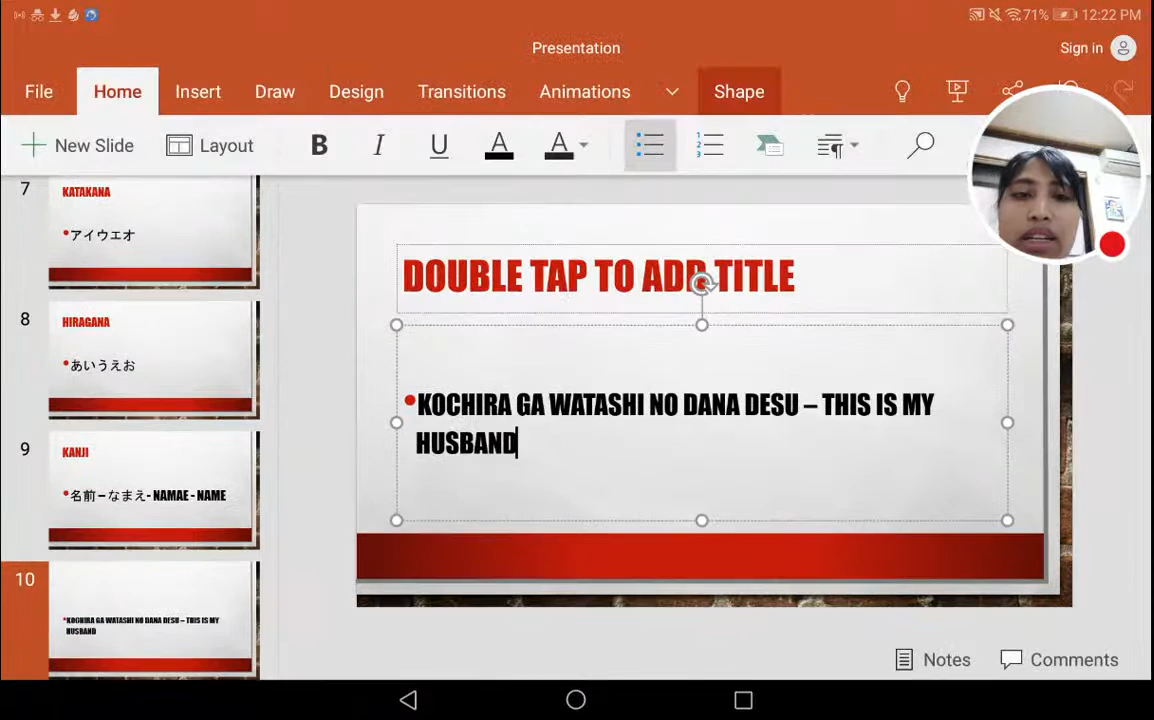 71% 12:22 PM
Presentation
Sign in
File Home Insert Draw Design Transitions Animations Shape
New Slide Layout B I U A A
7
KATAKANA
•アイウエオ
8
HIRAGANA
•あいうえお
9
KANJI
•名前 – なまえ- NAMAE - NAME
10
•KOCHIRA GA WATASHI NO DANA DESU – THIS IS MY
HUSBAND
DOUBLE TAP TO ADD TITLE
•KOCHIRA GA WATASHI NO DANA DESU – THIS IS MY
HUSBAND
Notes Comments